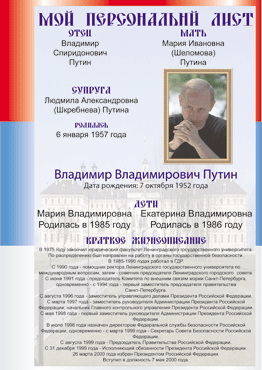 МОЙ ПЕРСОНАЛЬНЫЙ ЛИСТ
ОТЕЦ
Владимир
Спиридонович
Путин
МАТЬ
Мария Ивановна
(Шеломова)
Путина
СУПРУГА
Людмила Александровна
(Шкребнева) Путина
РОДИЛАСЬ
6 января 1957 года
Владимир Владимирович Путин
Дата рождения: 7 октября 1952 года
ДЕТИ
Мария Владимировна
Родилась в 1985 году
Екатерина Владимировна
Родилась в 1986 году
КРАТКОЕ ЖИЗНЕОПИСАНИЕ
В 1975 году закончил юридический факультет Ленинградского государственного университета.
По распределению был направлен на работу в органы государственной безопасности.
В 1985-1990 годах работал в ГДР
С 1990 года - помощник ректора Ленинградского государственного университета по
международным вопросам, затем - советник председателя Ленинградского городского совета
С июня 1991 года - председатель Комитета по внешним связям мэрии Санкт-Петербурга,
одновременно - с 1994 года - первый заместитель председателя правительства
Санкт-Петербурга.
С августа 1996 года - заместитель управляющего делами Президента Российской Федерации.
С марта 1997 года - заместитель руководителя Администрации Президента Российской
Федерации, начальник Главного контрольного управления Президента Российской Федерации.
С мая 1998 года - первый заместитель руководителя Администрации Президента Российской
Федерации.
В июле 1998 года назначен директором Федеральной службы безопасности Российской
Федерации, одновременно - с марта 1999 года - Секретарь Совета Безопасности Российской
Федерации.
С августа 1999 года - Председатель Правительства Российской Федерации.
С 31 декабря 1999 года - исполняющий обязанности Президента Российской Федерации.
26 марта 2000 года избран Президентом Российской Федерации.
Вступил в должность 7 мая 2000 года.